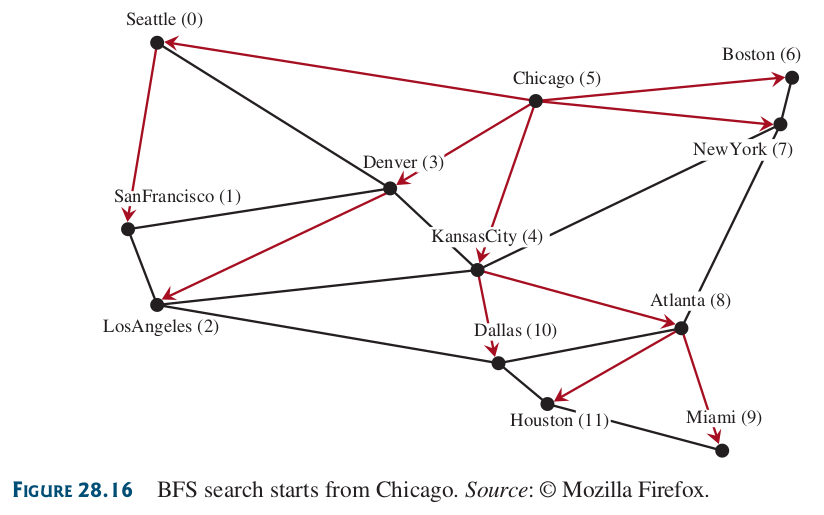 Seattle (0)
Boston (6)
Chicago (5)
NewYork (7)
Denver (3)
SanFrancisco (1)
KansasCity (4)
Atlanta (8)
LosAngeles (2)
Dallas (10)
Miami (9)
Houston (11)
FIGURE 28.16 BFS search starts from Chicago. Source: © Mozilla Firefox.